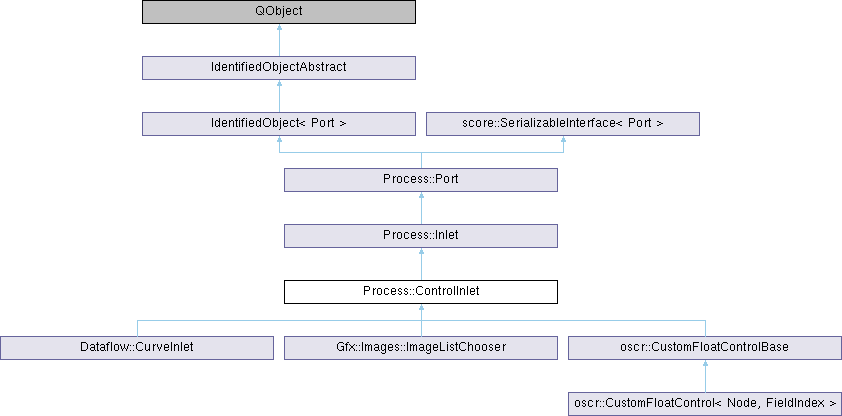 QObject
IdentifiedObjectAbstract
IdentifiedObject< Port >
score::SerializableInterface< Port >
Process::Port
Process::Inlet
Process::ControlInlet
Dataflow::CurveInlet
Gfx::Images::ImageListChooser
oscr::CustomFloatControlBase
oscr::CustomFloatControl< Node, FieldIndex >